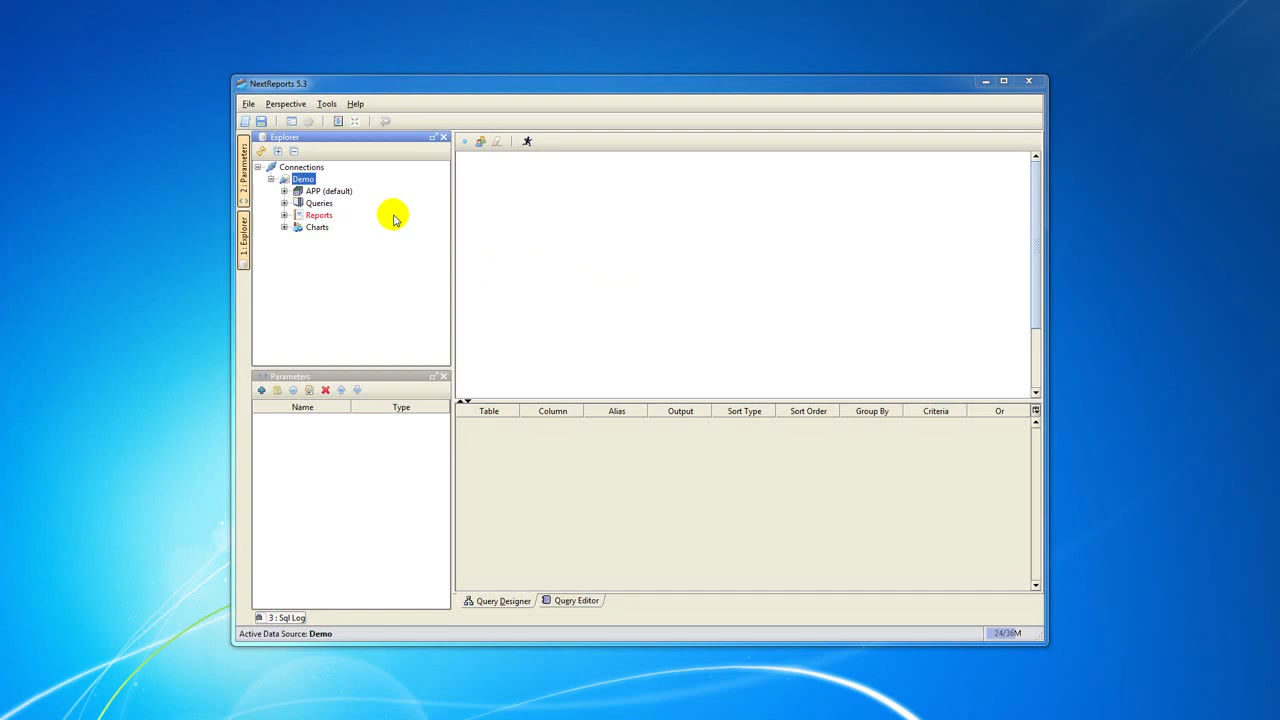 NextReports 5.3
File Perspective Tools Help
Explorer
2 : Parameters
1 : Explorer
Connections
Demo
APP (default)
Queries
Reports
Charts
Parameters
Name Type
Table Column Alias Output Sort Type Sort Order Group By Criteria Or
Query Designer Query Editor
3 : Sql Log
Active Data Source: Demo
24/36M